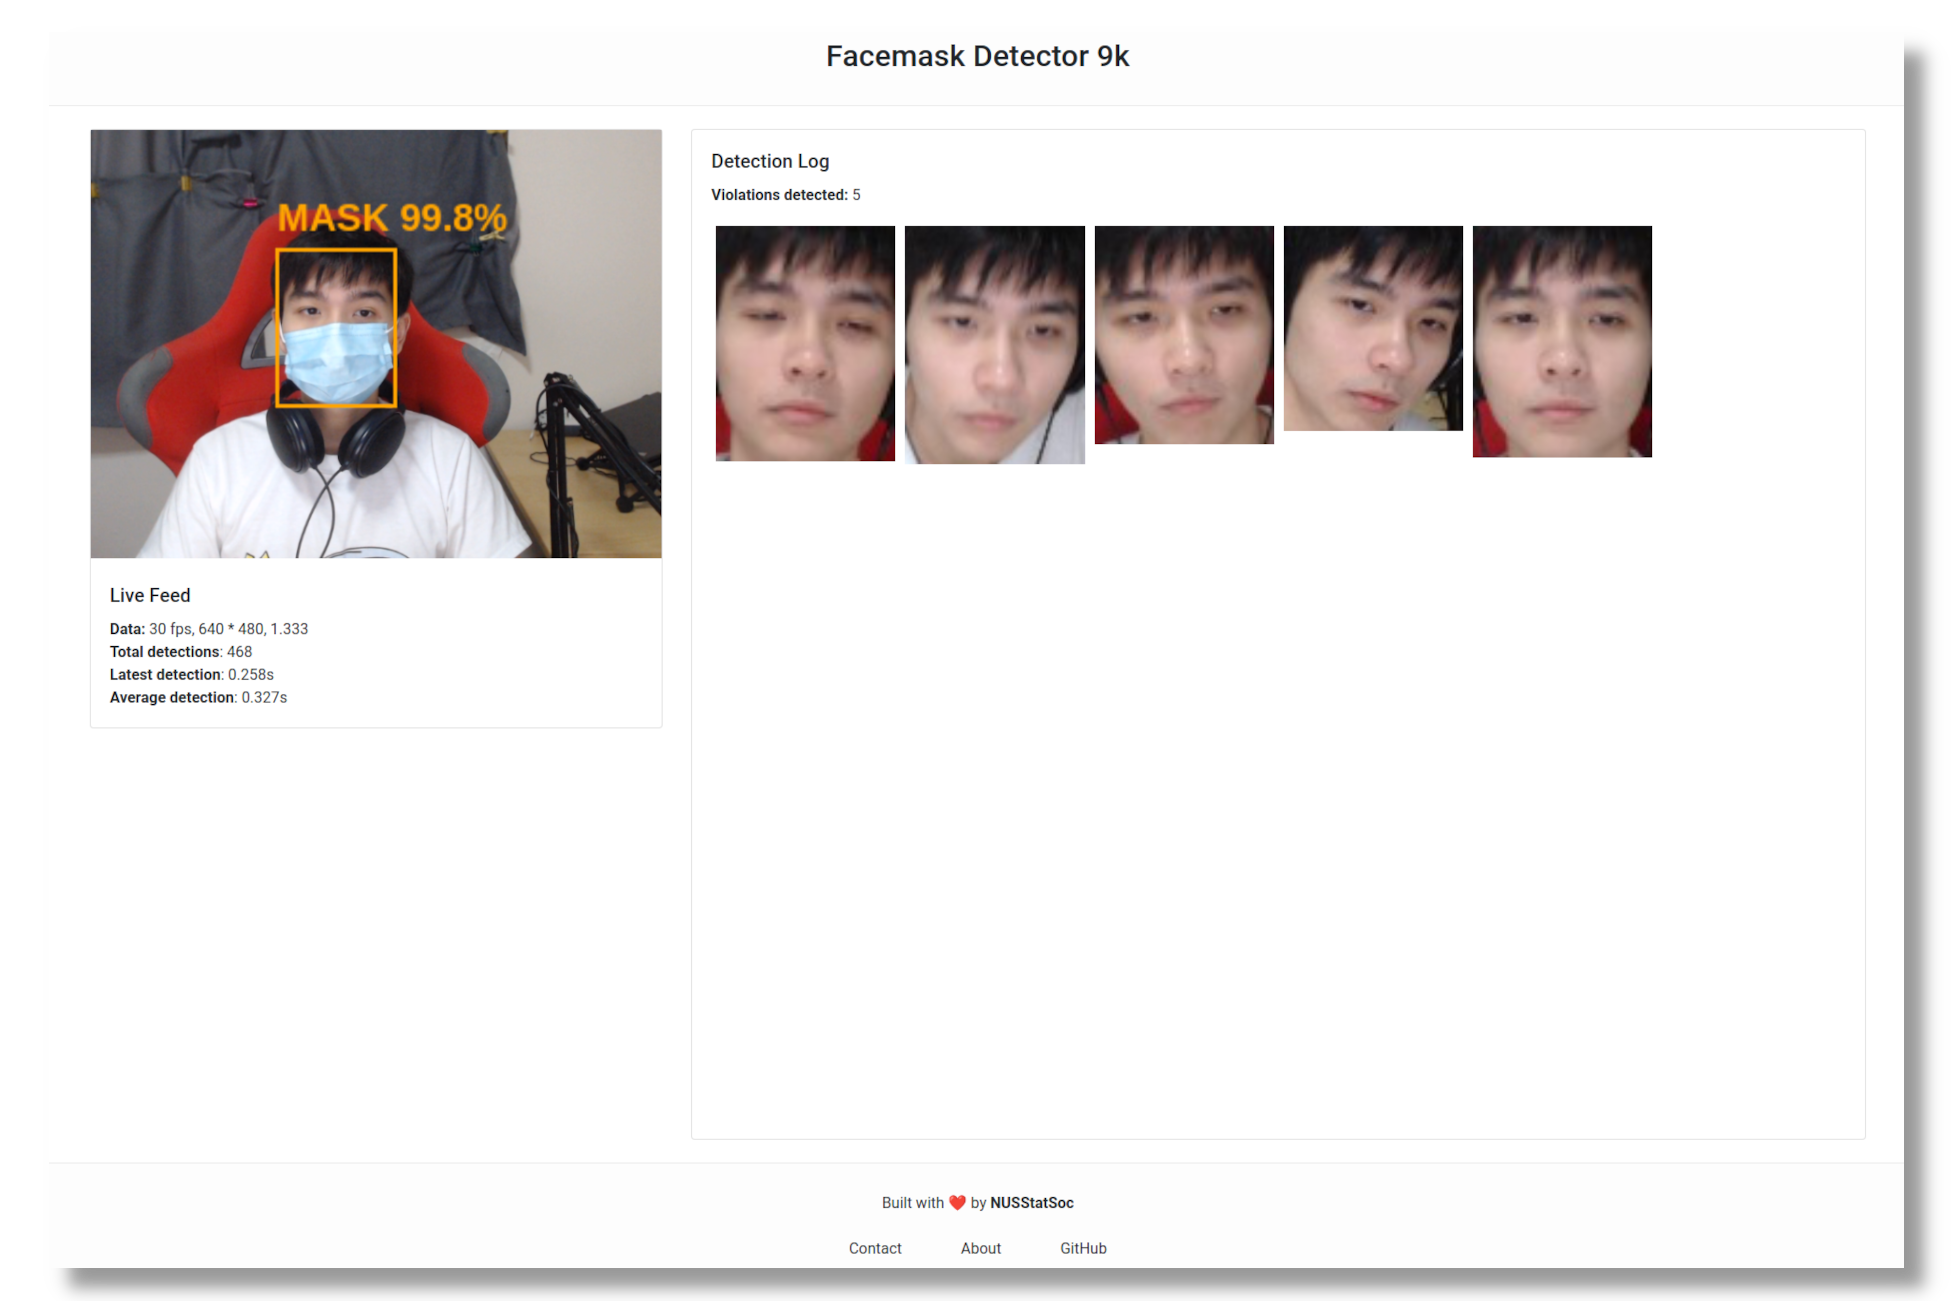 Facemask Detector 9k
MASK 99.8%
Live Feed
Data: 30 fps, 640 * 480, 1.333
Total detections: 468
Latest detection: 0.258s
Average detection: 0.327s
Detection Log
Violations detected: 5
Built with ❤️ by NUSStatSoc
Contact About GitHub